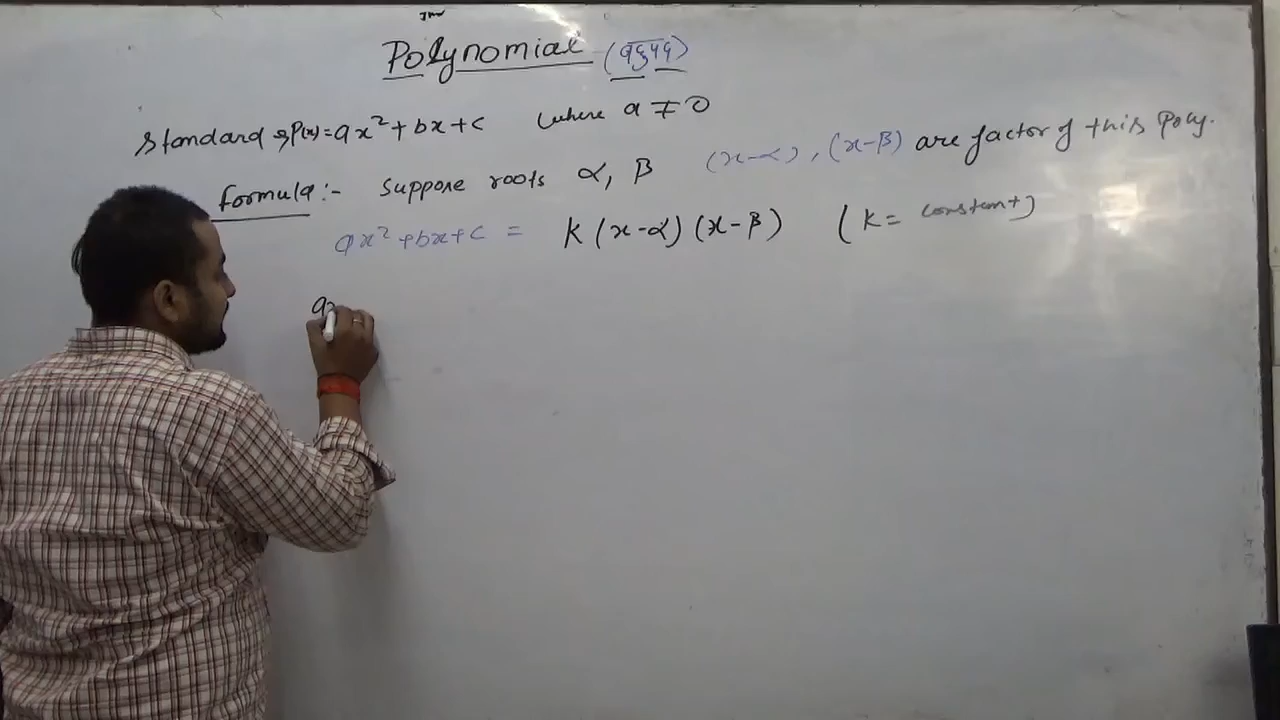 Polynomial (बहुपद)
Standard of P(x) = ax² + bx + c where a ≠ 0
Formula :- Suppose roots α, β (x-α), (x-β) are factor of this Poly.
ax² + bx + c = K (x-α) (x-β) (K = constant)